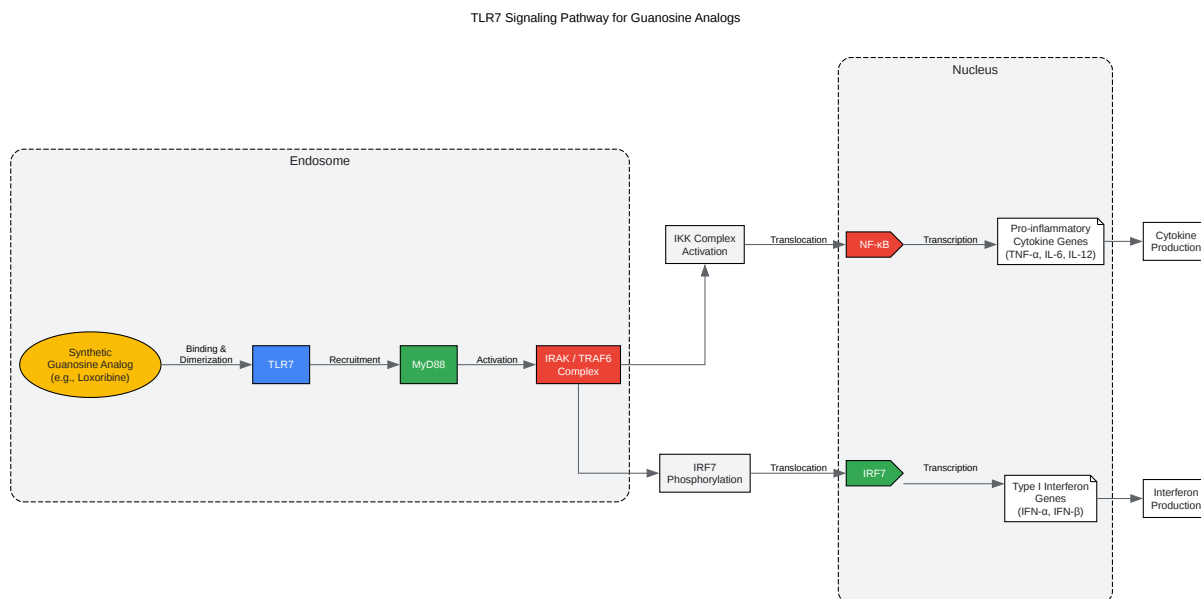 TLR7 Signaling Pathway for Guanosine Analogs
Nucleus
Endosome
IKK Complex
Activation
Translocation
NF-κB
Transcription
Pro-inflammatory
Cytokine Genes
(TNF-α, IL-6, IL-12)
Cytokine
Production
Synthetic
Guanosine Analog
(e.g., Loxoribine)
Binding &
Dimerization
TLR7
Recruitment
MyD88
Activation
IRAK / TRAF6
Complex
IRF7
Phosphorylation
Translocation
IRF7
Transcription
Type I Interferon
Genes
(IFN-α, IFN-β)
Interferon
Production